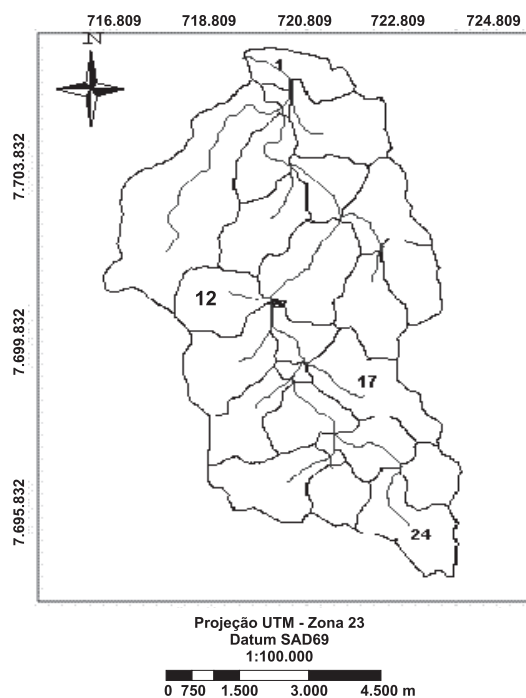 716.809 718.809 720.809 722.809 724.809
N
1
7.703.832
12
7.699.832
17
7.695.832
24
Projeção UTM - Zona 23
Datum SAD69
1:100.000
0 750 1.500 3.000 4.500 m